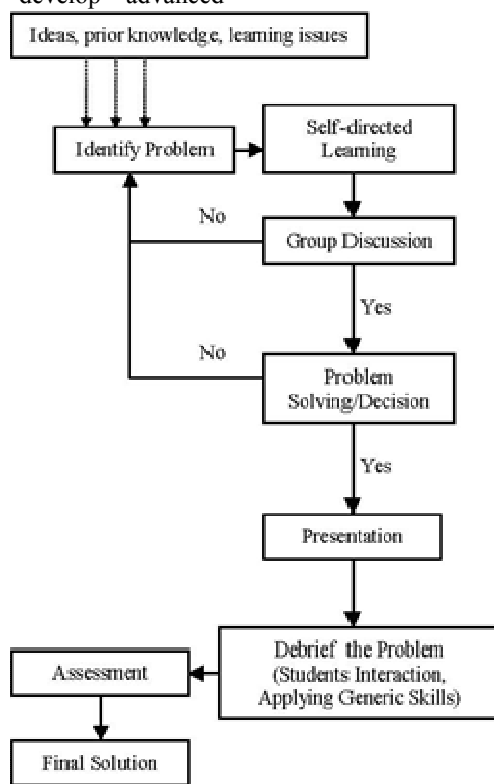 develop advanced
Ideas, prior knowledge, learning issues
Identify Problem
Self-directed
Learning
No
Group Discussion
Yes
No
Problem
Solving/Decision
Yes
Presentation
Debrief the Problem
(Students Interaction,
Applying Generic Skills)
Assessment
Final Solution